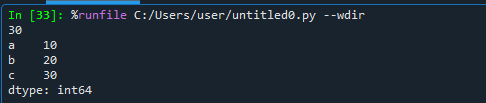 In [33]: %runfile C:/Users/user/untitled0.py --wdir
30
a    10
b    20
c    30
dtype: int64